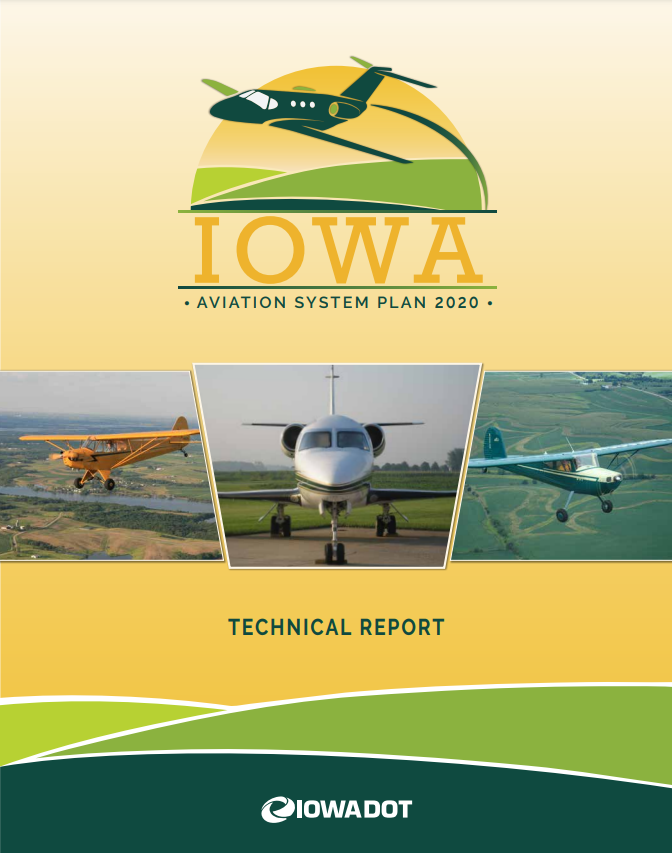 IOWA
• AVIATION SYSTEM PLAN 2020 •
TECHNICAL REPORT
IOWADOT